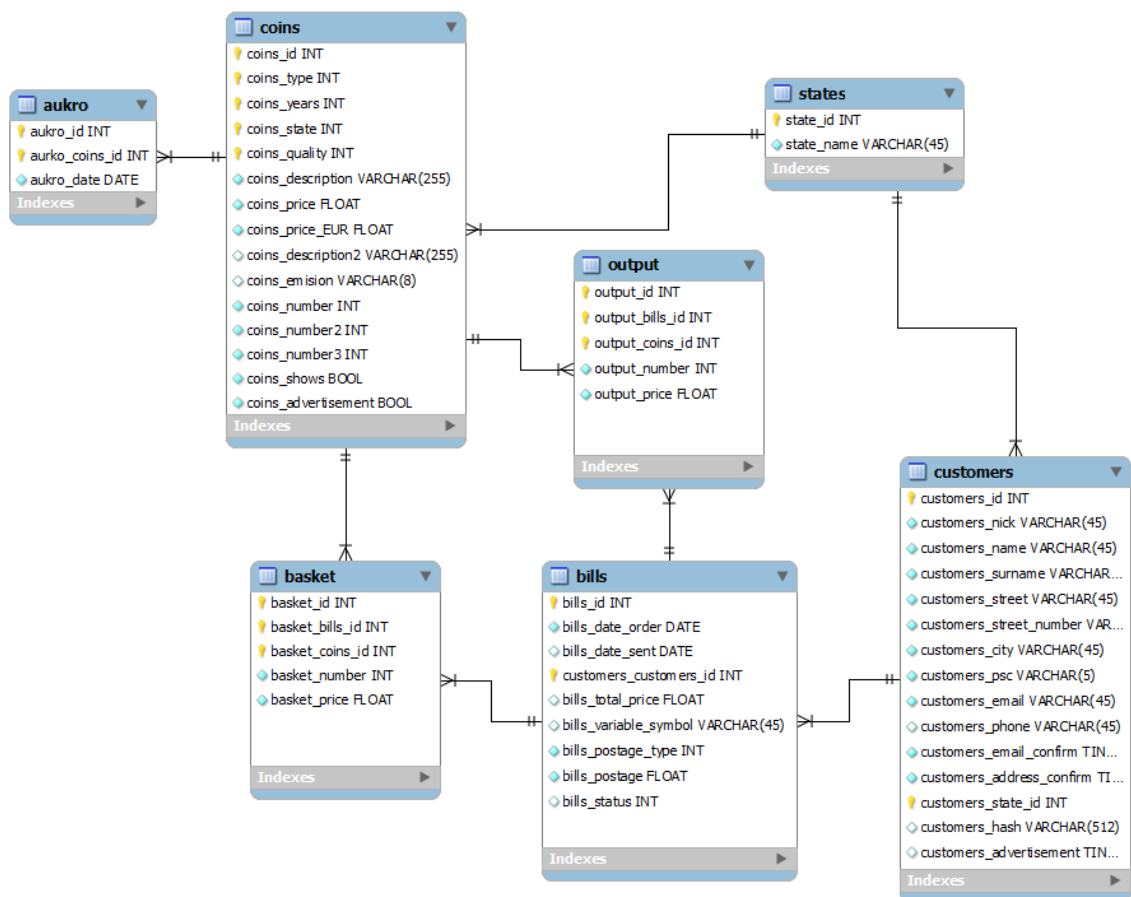 coins
coins_id INT
coins_type INT
coins_years INT
coins_state INT
coins_quality INT
coins_description VARCHAR(255)
coins_price FLOAT
coins_price_EUR FLOAT
coins_description2 VARCHAR(255)
coins_emision VARCHAR(8)
coins_number INT
coins_number2 INT
coins_number3 INT
coins_shows BOOL
coins_advertisement BOOL
Indexes
aukro
aukro_id INT
aurko_coins_id INT
aukro_date DATE
Indexes
states
state_id INT
state_name VARCHAR(45)
Indexes
output
output_id INT
output_bills_id INT
output_coins_id INT
output_number INT
output_price FLOAT
Indexes
customers
customers_id INT
customers_nick VARCHAR(45)
customers_name VARCHAR(45)
customers_surname VARCHAR...
customers_street VARCHAR(45)
customers_street_number VAR...
customers_city VARCHAR(45)
customers_psc VARCHAR(5)
customers_email VARCHAR(45)
customers_phone VARCHAR(45)
customers_email_confirm TIN...
customers_address_confirm TI...
customers_state_id INT
customers_hash VARCHAR(512)
customers_advertisement TIN...
Indexes
basket
basket_id INT
basket_bills_id INT
basket_coins_id INT
basket_number INT
basket_price FLOAT
Indexes
bills
bills_id INT
bills_date_order DATE
bills_date_sent DATE
customers_customers_id INT
bills_total_price FLOAT
bills_variable_symbol VARCHAR(45)
bills_postage_type INT
bills_postage FLOAT
bills_status INT
Indexes